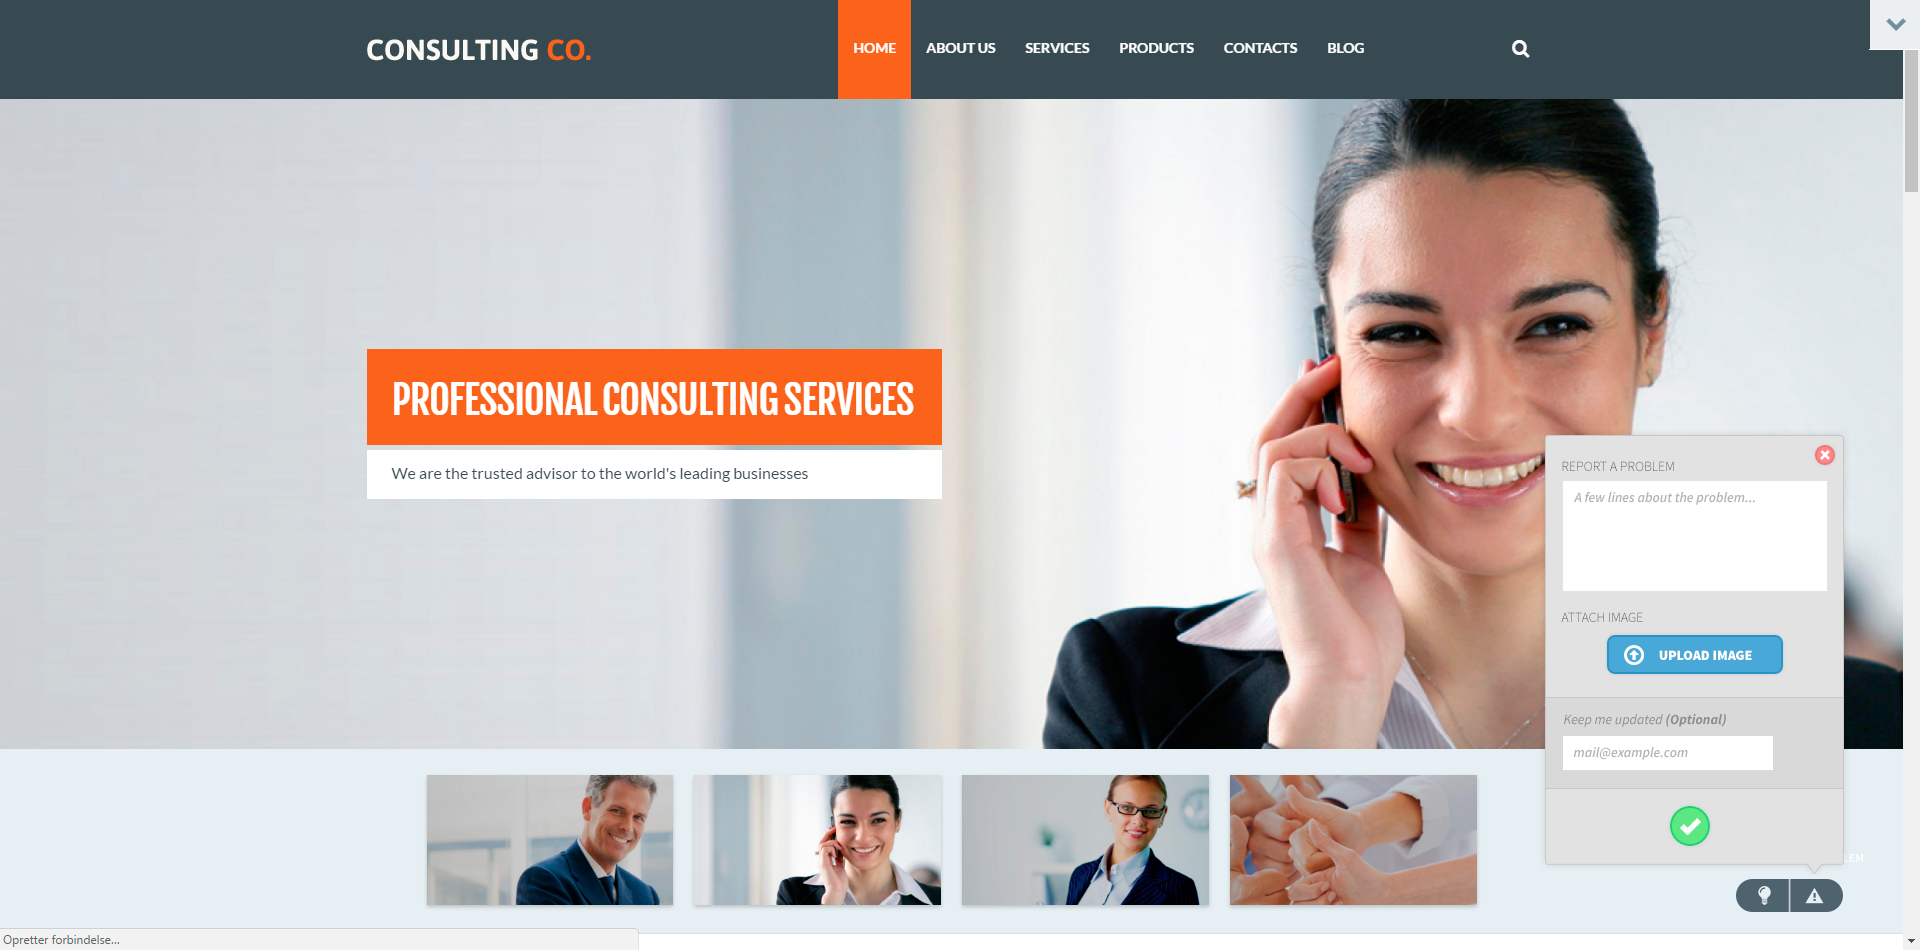 CONSULTING CO.
HOME ABOUT US SERVICES PRODUCTS CONTACTS BLOG
PROFESSIONAL CONSULTING SERVICES
We are the trusted advisor to the world's leading businesses
REPORT A PROBLEM
A few lines about the problem...
ATTACH IMAGE
UPLOAD IMAGE
Keep me updated (Optional)
mail@example.com
Opretter forbindelse...